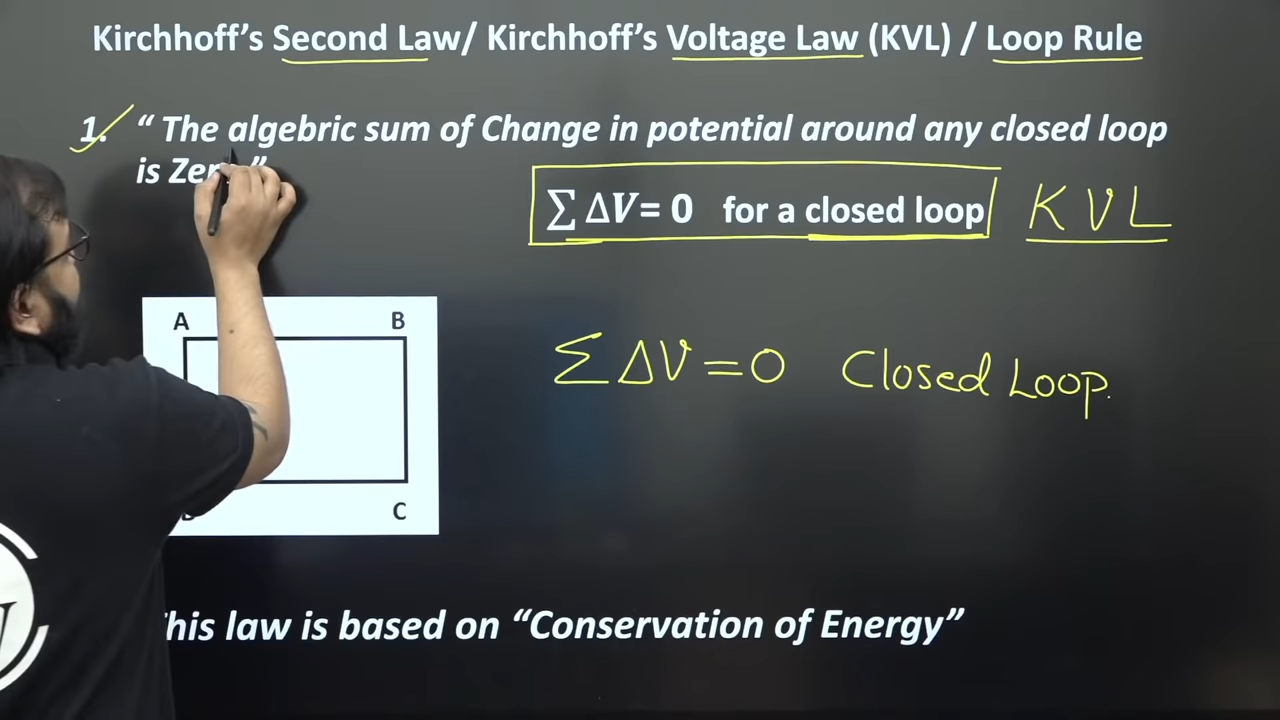 Kirchhoff's Second Law/ Kirchhoff's Voltage Law (KVL) / Loop Rule
1. “ The algebric sum of Change in potential around any closed loop
is
∑ ΔV= 0 for a closed loop KVL
A B
∑ ΔV = 0 Closed Loop.
C
law is based on “Conservation of Energy”